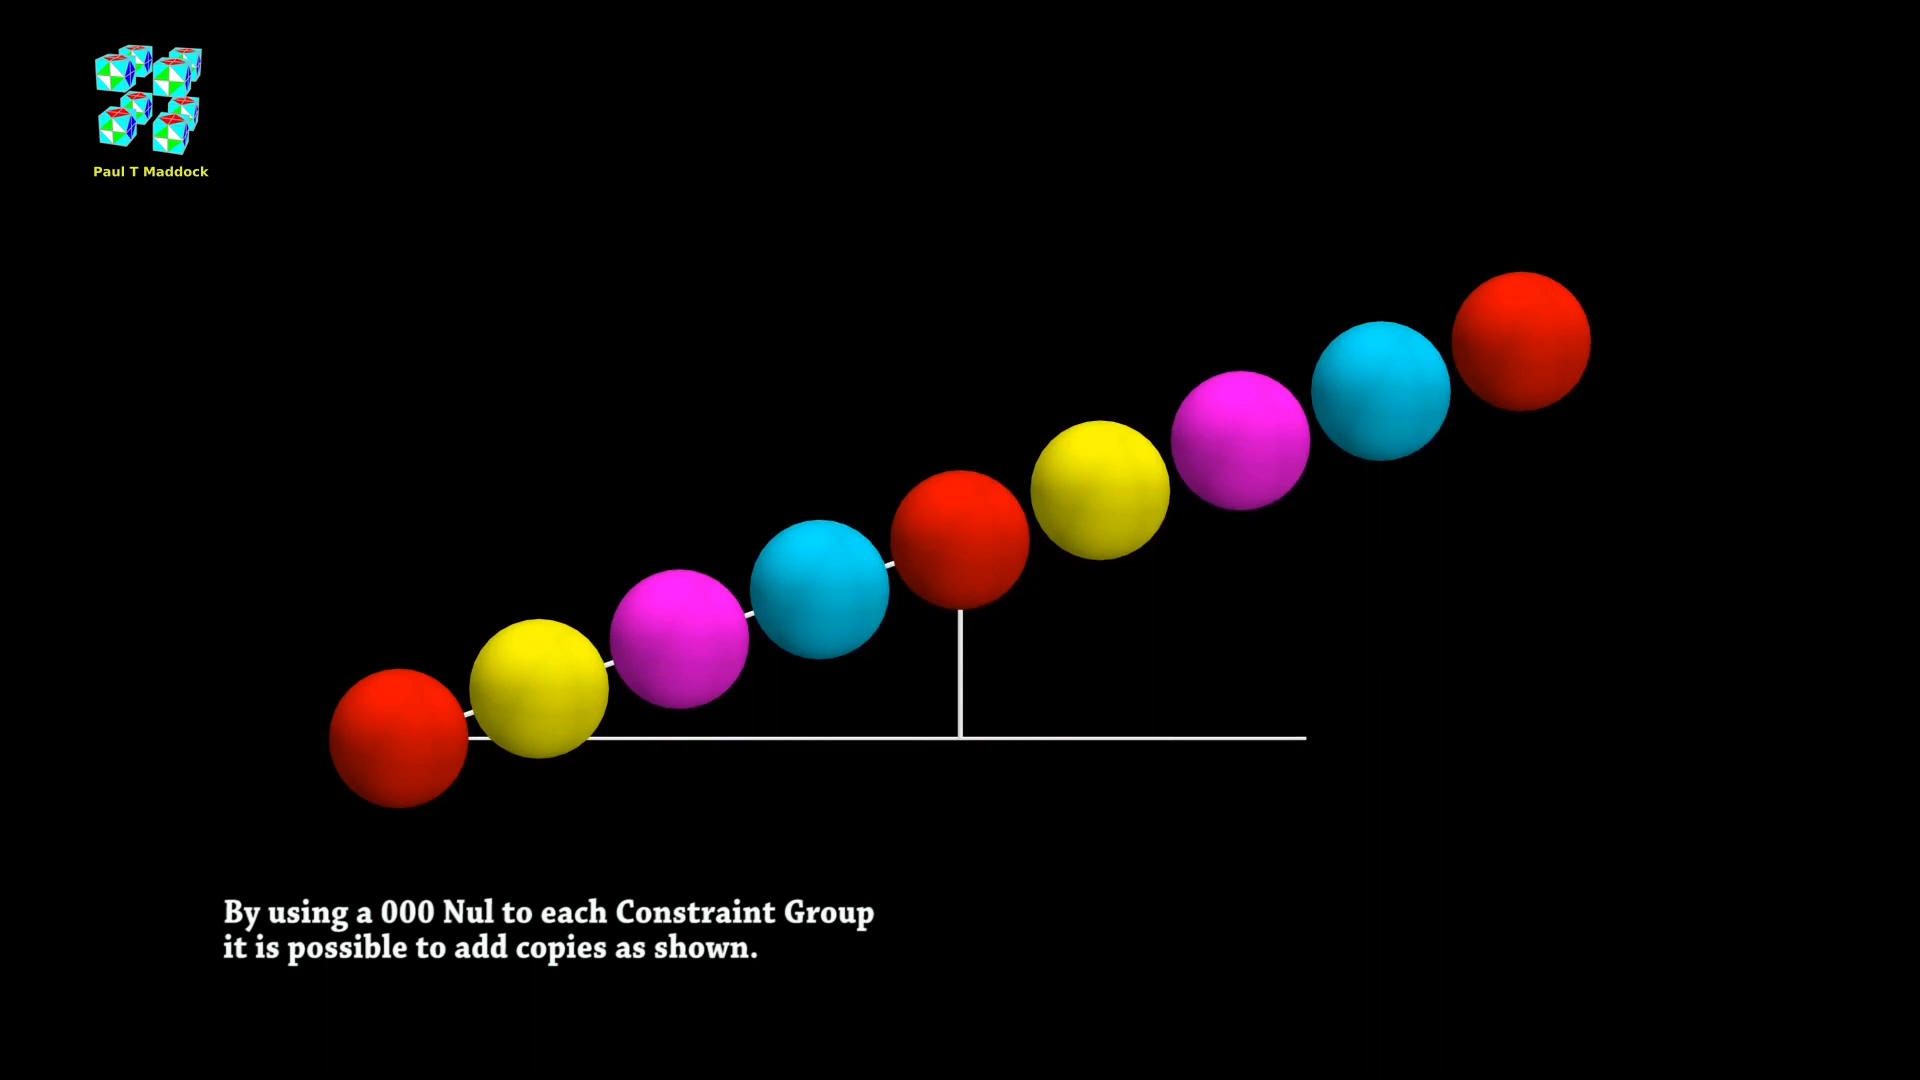 Paul T Maddock
By using a 000 Nul to each Constraint Group
it is possible to add copies as shown.